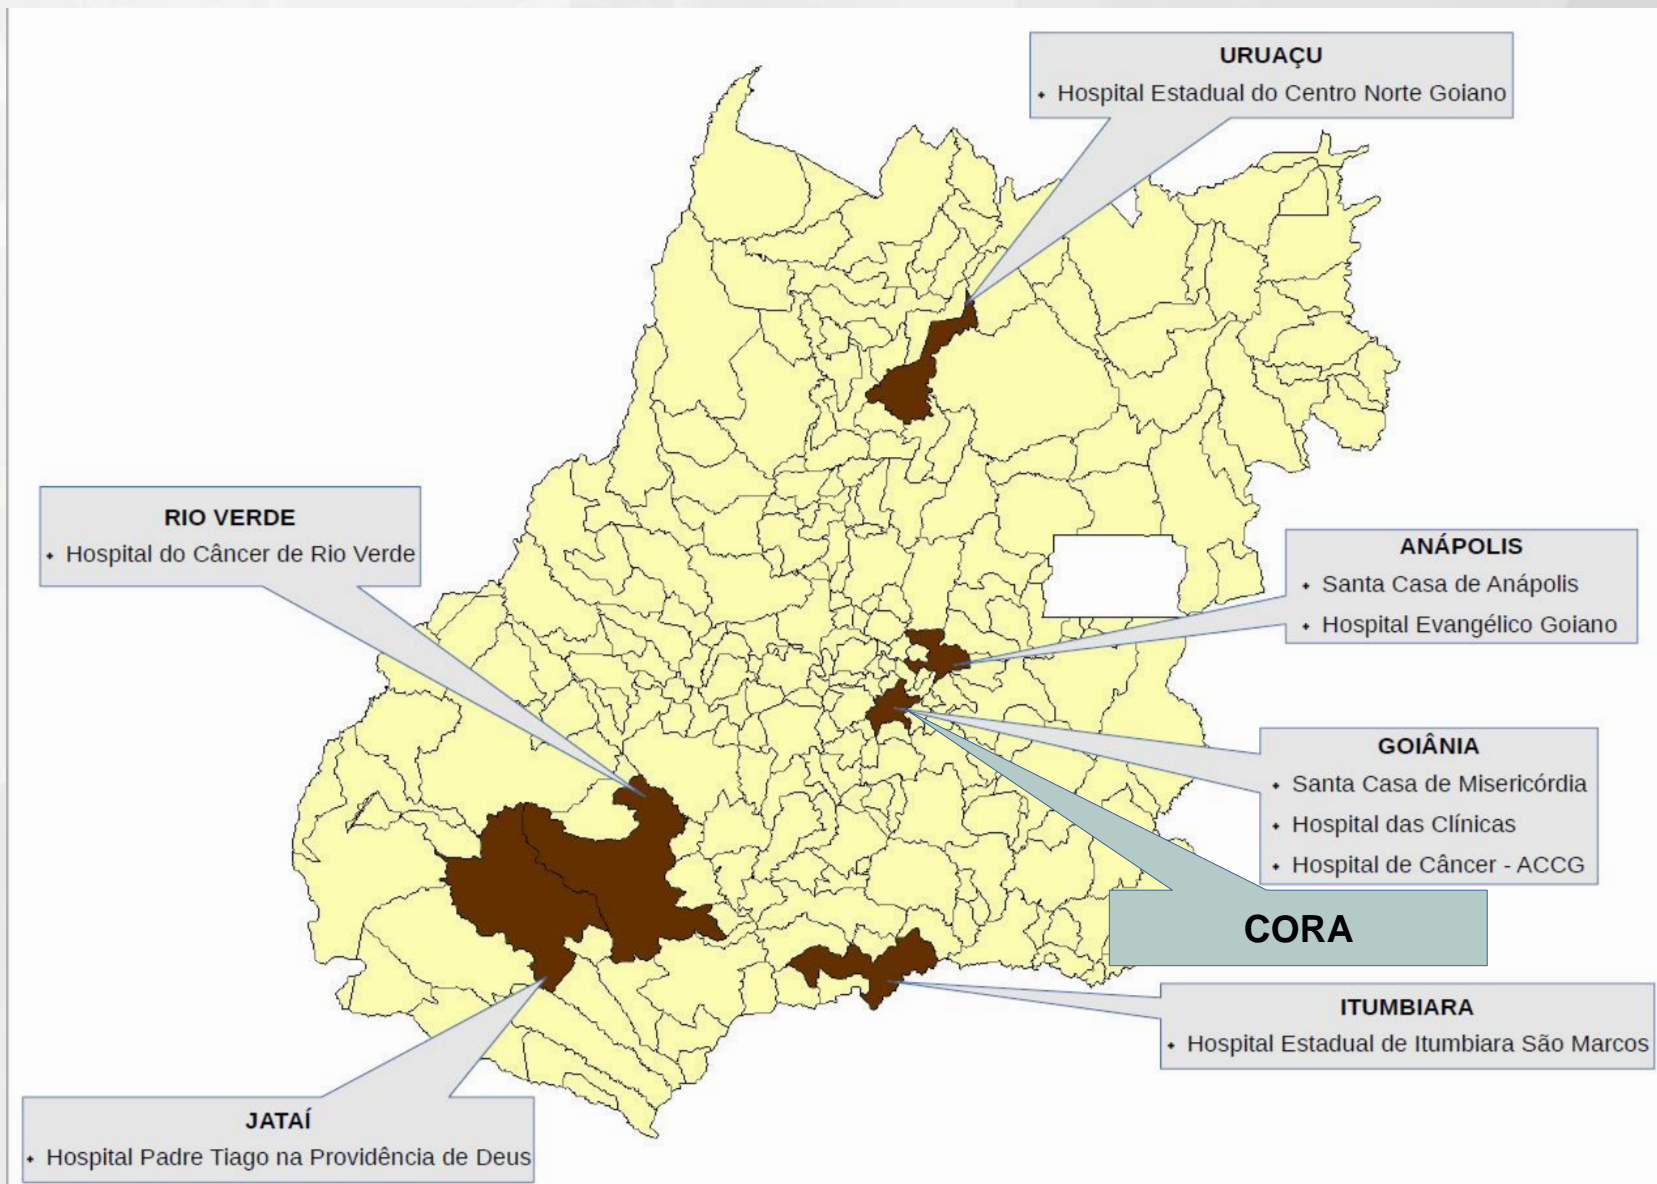 URUAÇU
Hospital Estadual do Centro Norte Goiano
RIO VERDE
Hospital do Câncer de Rio Verde
ANÁPOLIS
Santa Casa de Anápolis
Hospital Evangélico Goiano
GOIÂNIA
Santa Casa de Misericórdia
Hospital das Clínicas
Hospital de Câncer - ACCG
CORA
ITUMBIARA
Hospital Estadual de Itumbiara São Marcos
JATAÍ
Hospital Padre Tiago na Providência de Deus